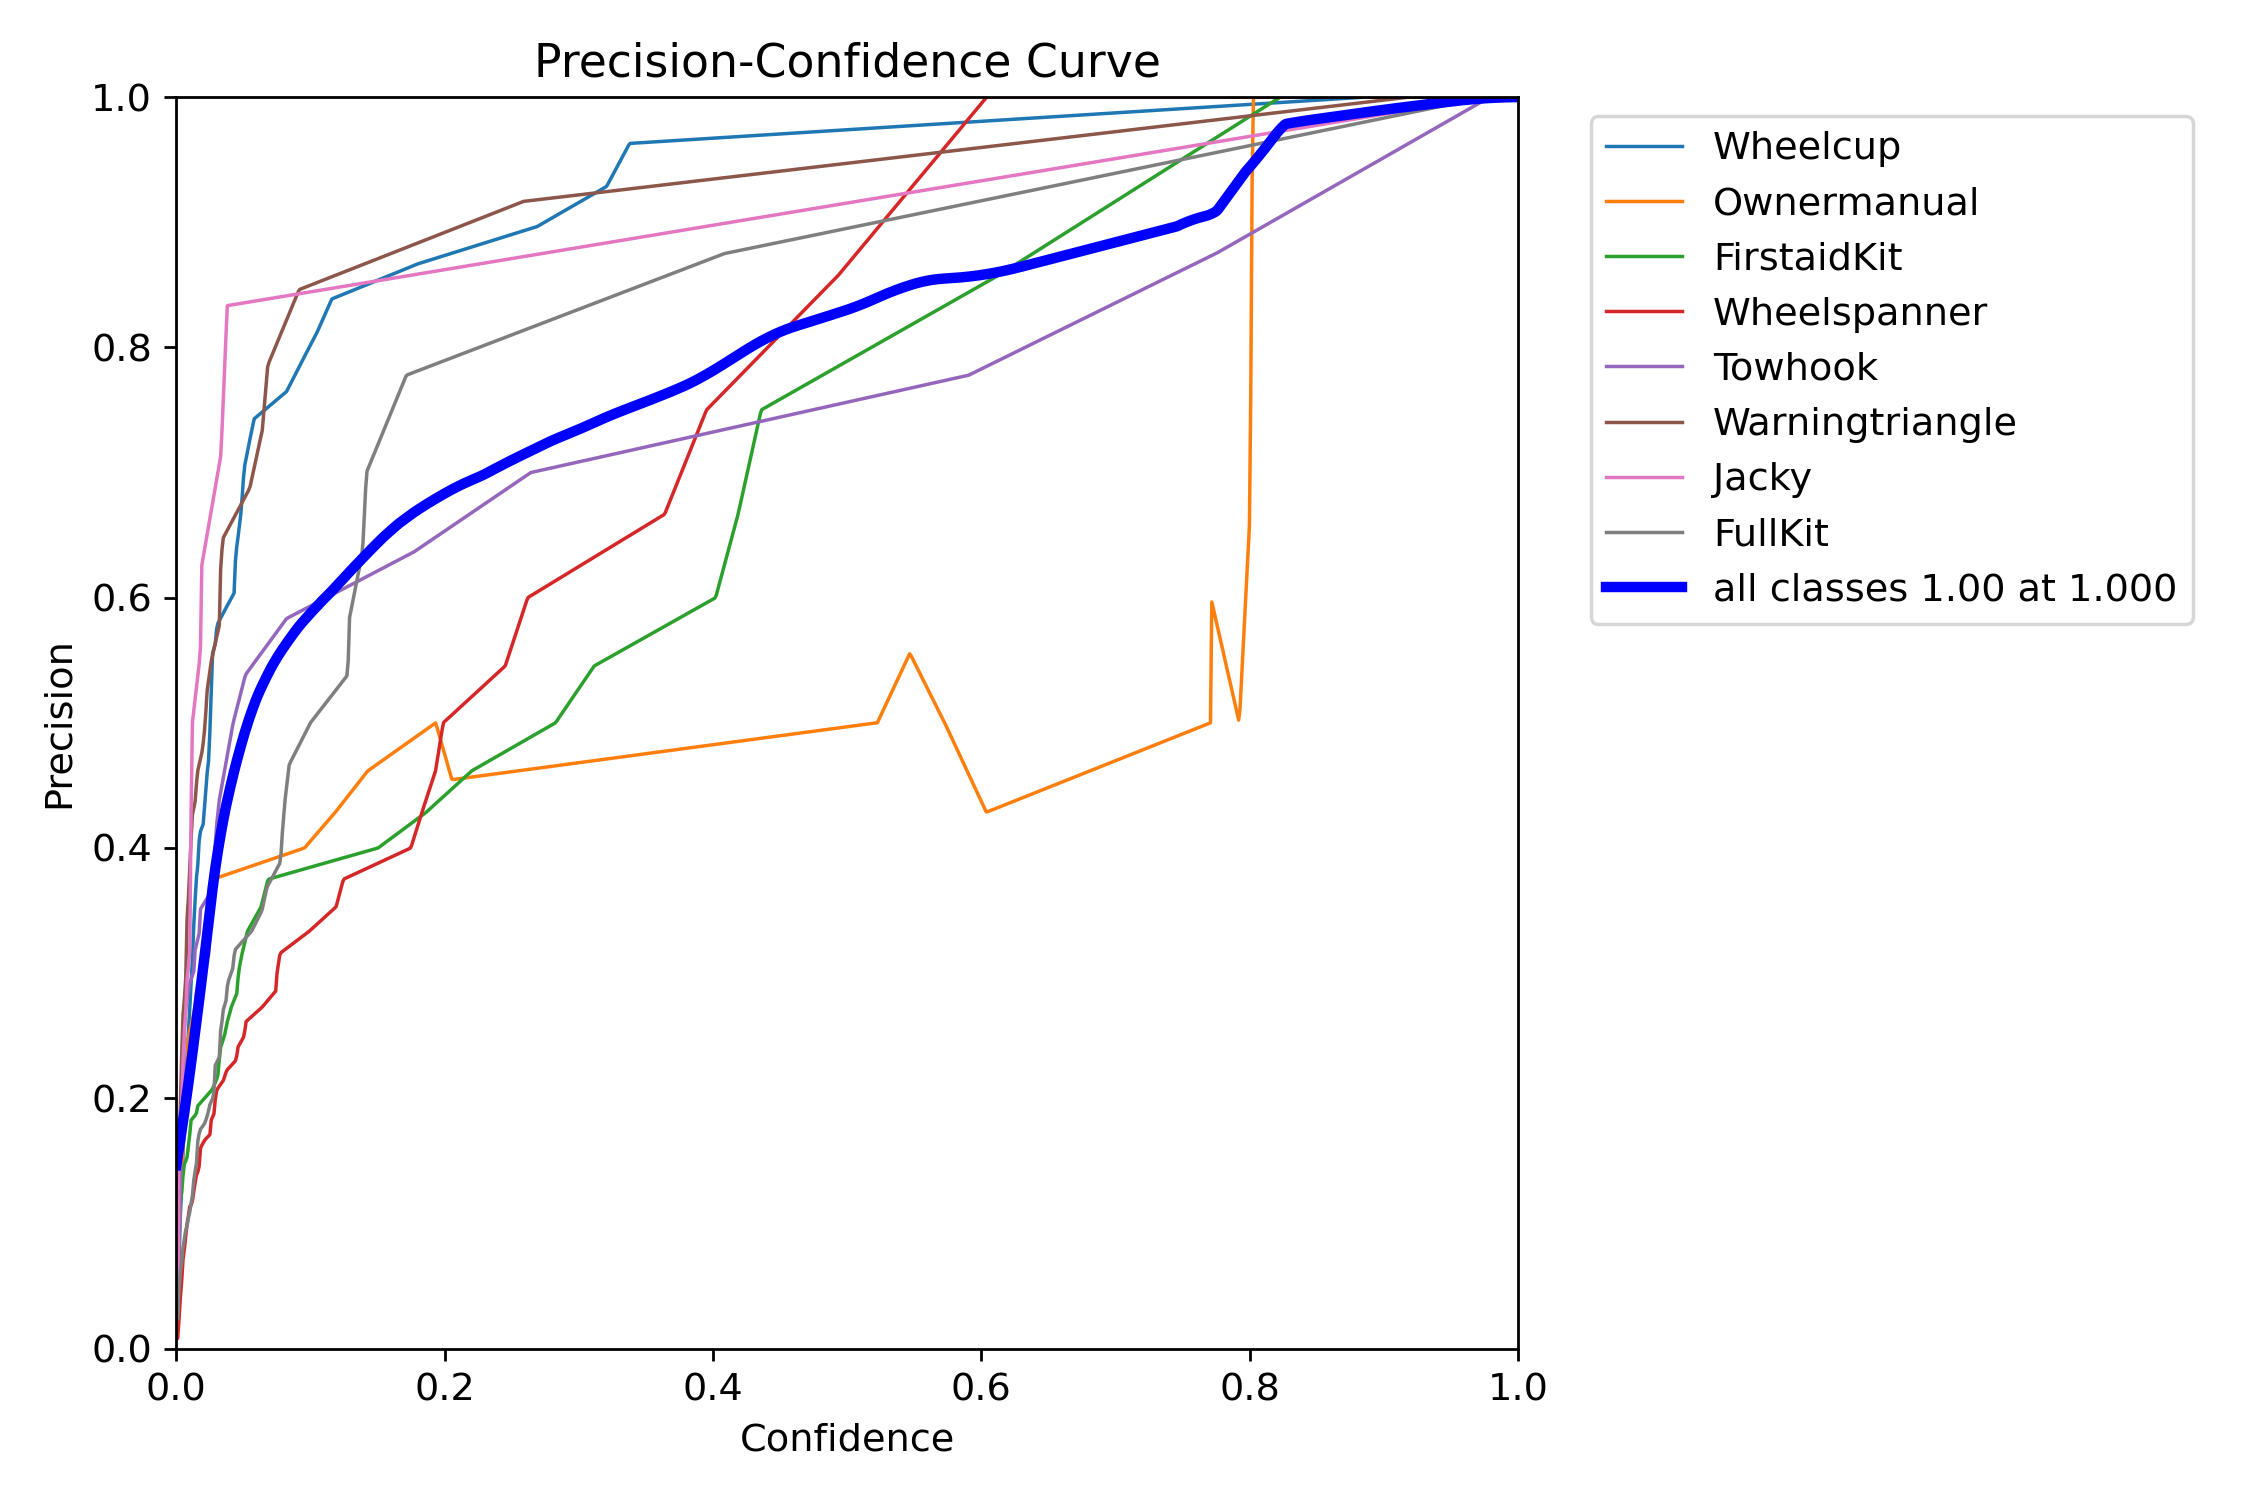 Precision-Confidence Curve
1.0
0.8
0.6
0.4
0.2
0.0
Precision
0.0 0.2 0.4 0.6 0.8 1.0
Confidence
Wheelcup
Ownermanual
FirstaidKit
Wheelspanner
Towhook
Warningtriangle
Jacky
FullKit
all classes 1.00 at 1.000